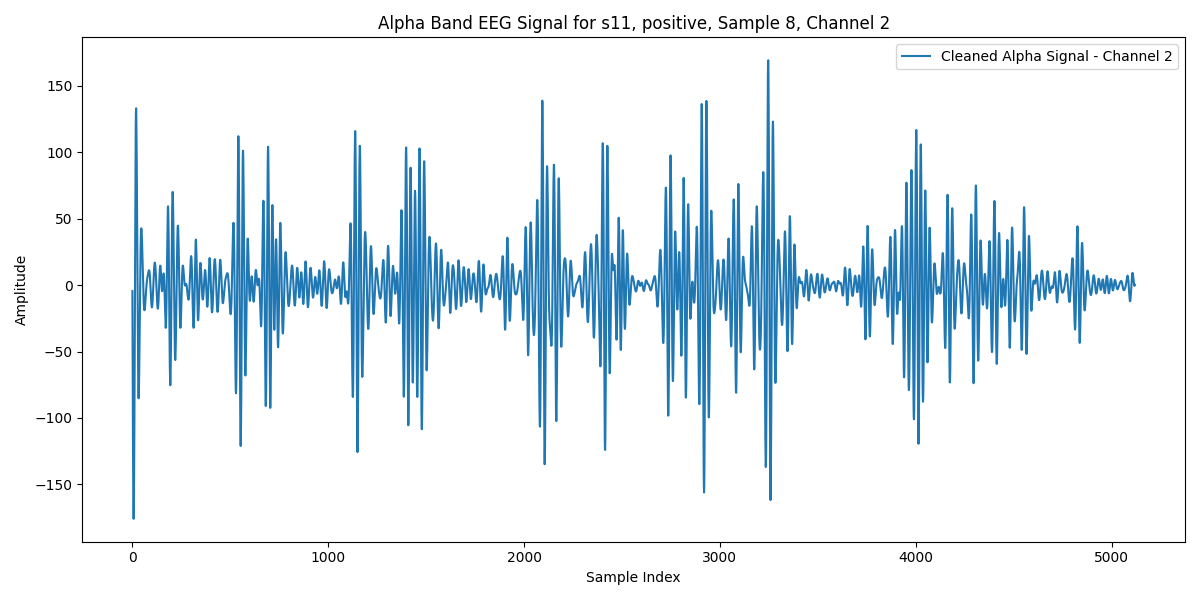 Alpha Band EEG Signal for s11, positive, Sample 8, Channel 2
Cleaned Alpha Signal - Channel 2
Amplitude
150
100
50
0
−50
−100
−150
0 1000 2000 3000 4000 5000
Sample Index